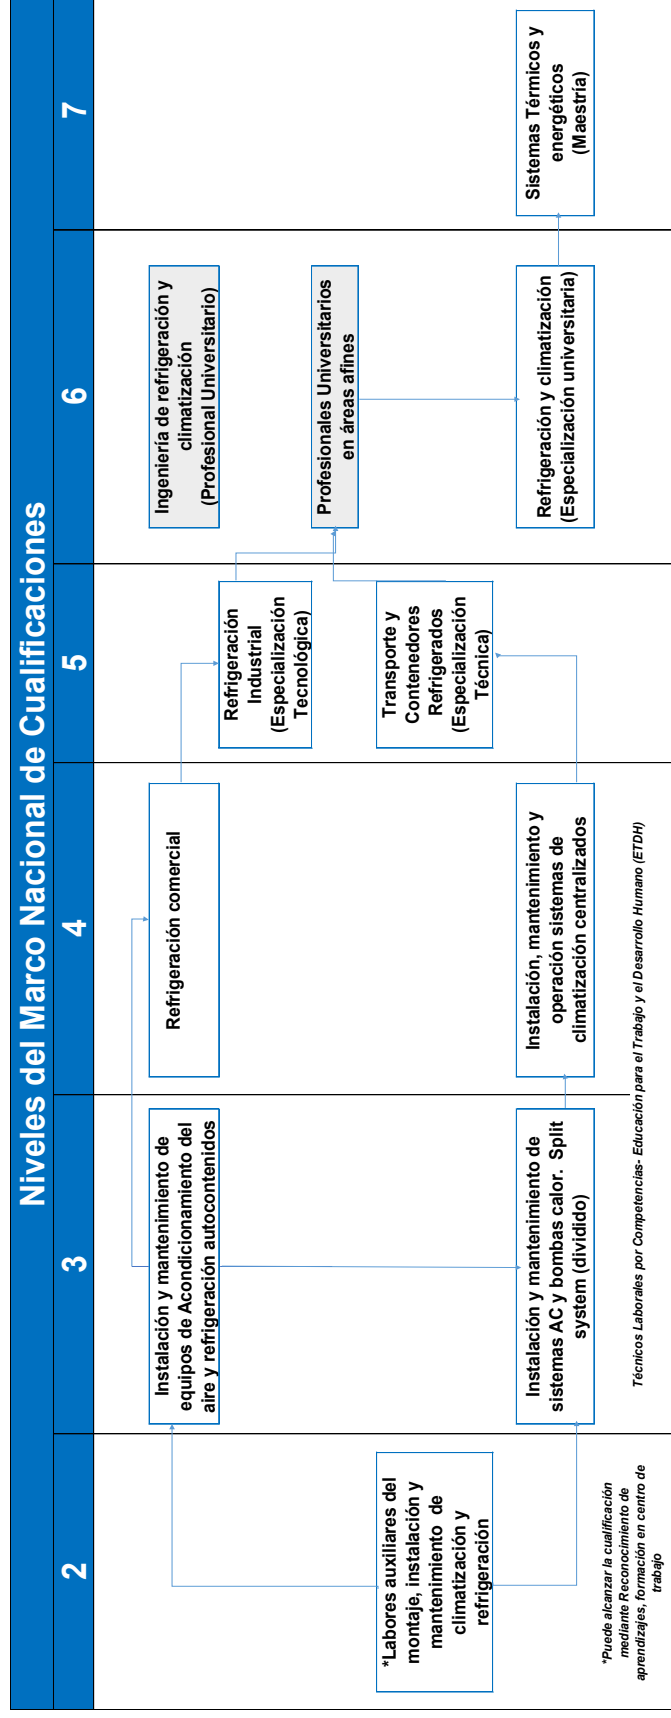 Niveles del Marco Nacional de Cualificaciones
2
3
4
5
6
7
*Labores auxiliares del
montaje, instalación y
mantenimiento de
climatización y
refrigeración
*Puede alcanzar la cualificación
mediante Reconocimiento de
aprendizajes, formación en centro de
trabajo
Instalación y mantenimiento de
equipos de Acondicionamiento del
aire y refrigeración autocontenidos
Instalación y mantenimiento de
sistemas AC y bombas calor. Split
system (dividido)
Refrigeración comercial
Instalación, mantenimiento y
operación sistemas de
climatización centralizados
Técnicos Laborales por Competencias- Educación para el Trabajo y el Desarrollo Humano (ETDH)
Refrigeración
Industrial
(Especialización
Tecnológica)
Transporte y
Contenedores
Refrigerados
(Especialización
Técnica)
Ingeniería de refrigeración y
climatización
(Profesional Universitario)
Profesionales Universitarios
en áreas afines
Refrigeración y climatización
(Especialización universitaria)
Sistemas Térmicos y
energéticos
(Maestría)